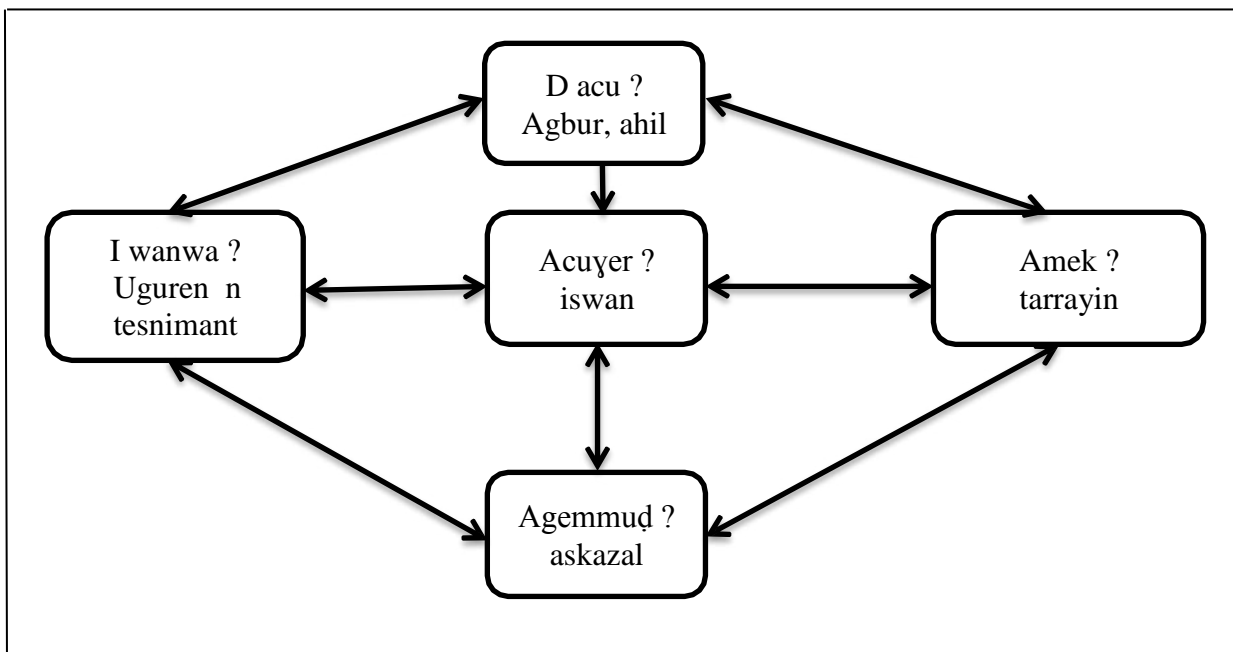 D acu ?
Agbur, ahil
I wanwa ?
Uguren n
tesnimant
Acuɣer ?
iswan
Amek ?
tarrayin
Agemmuḍ ?
askazal